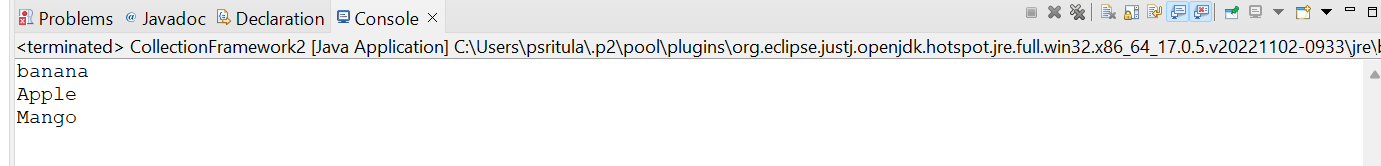 Problems @ Javadoc Declaration Console
<terminated> CollectionFramework2 [Java Application] C:\Users\psritula\.p2\pool\plugins\org.eclipse.justj.openjdk.hotspot.jre.full.win32.x86_64_17.0.5.v20221102-0933\jre\b
banana
Apple
Mango